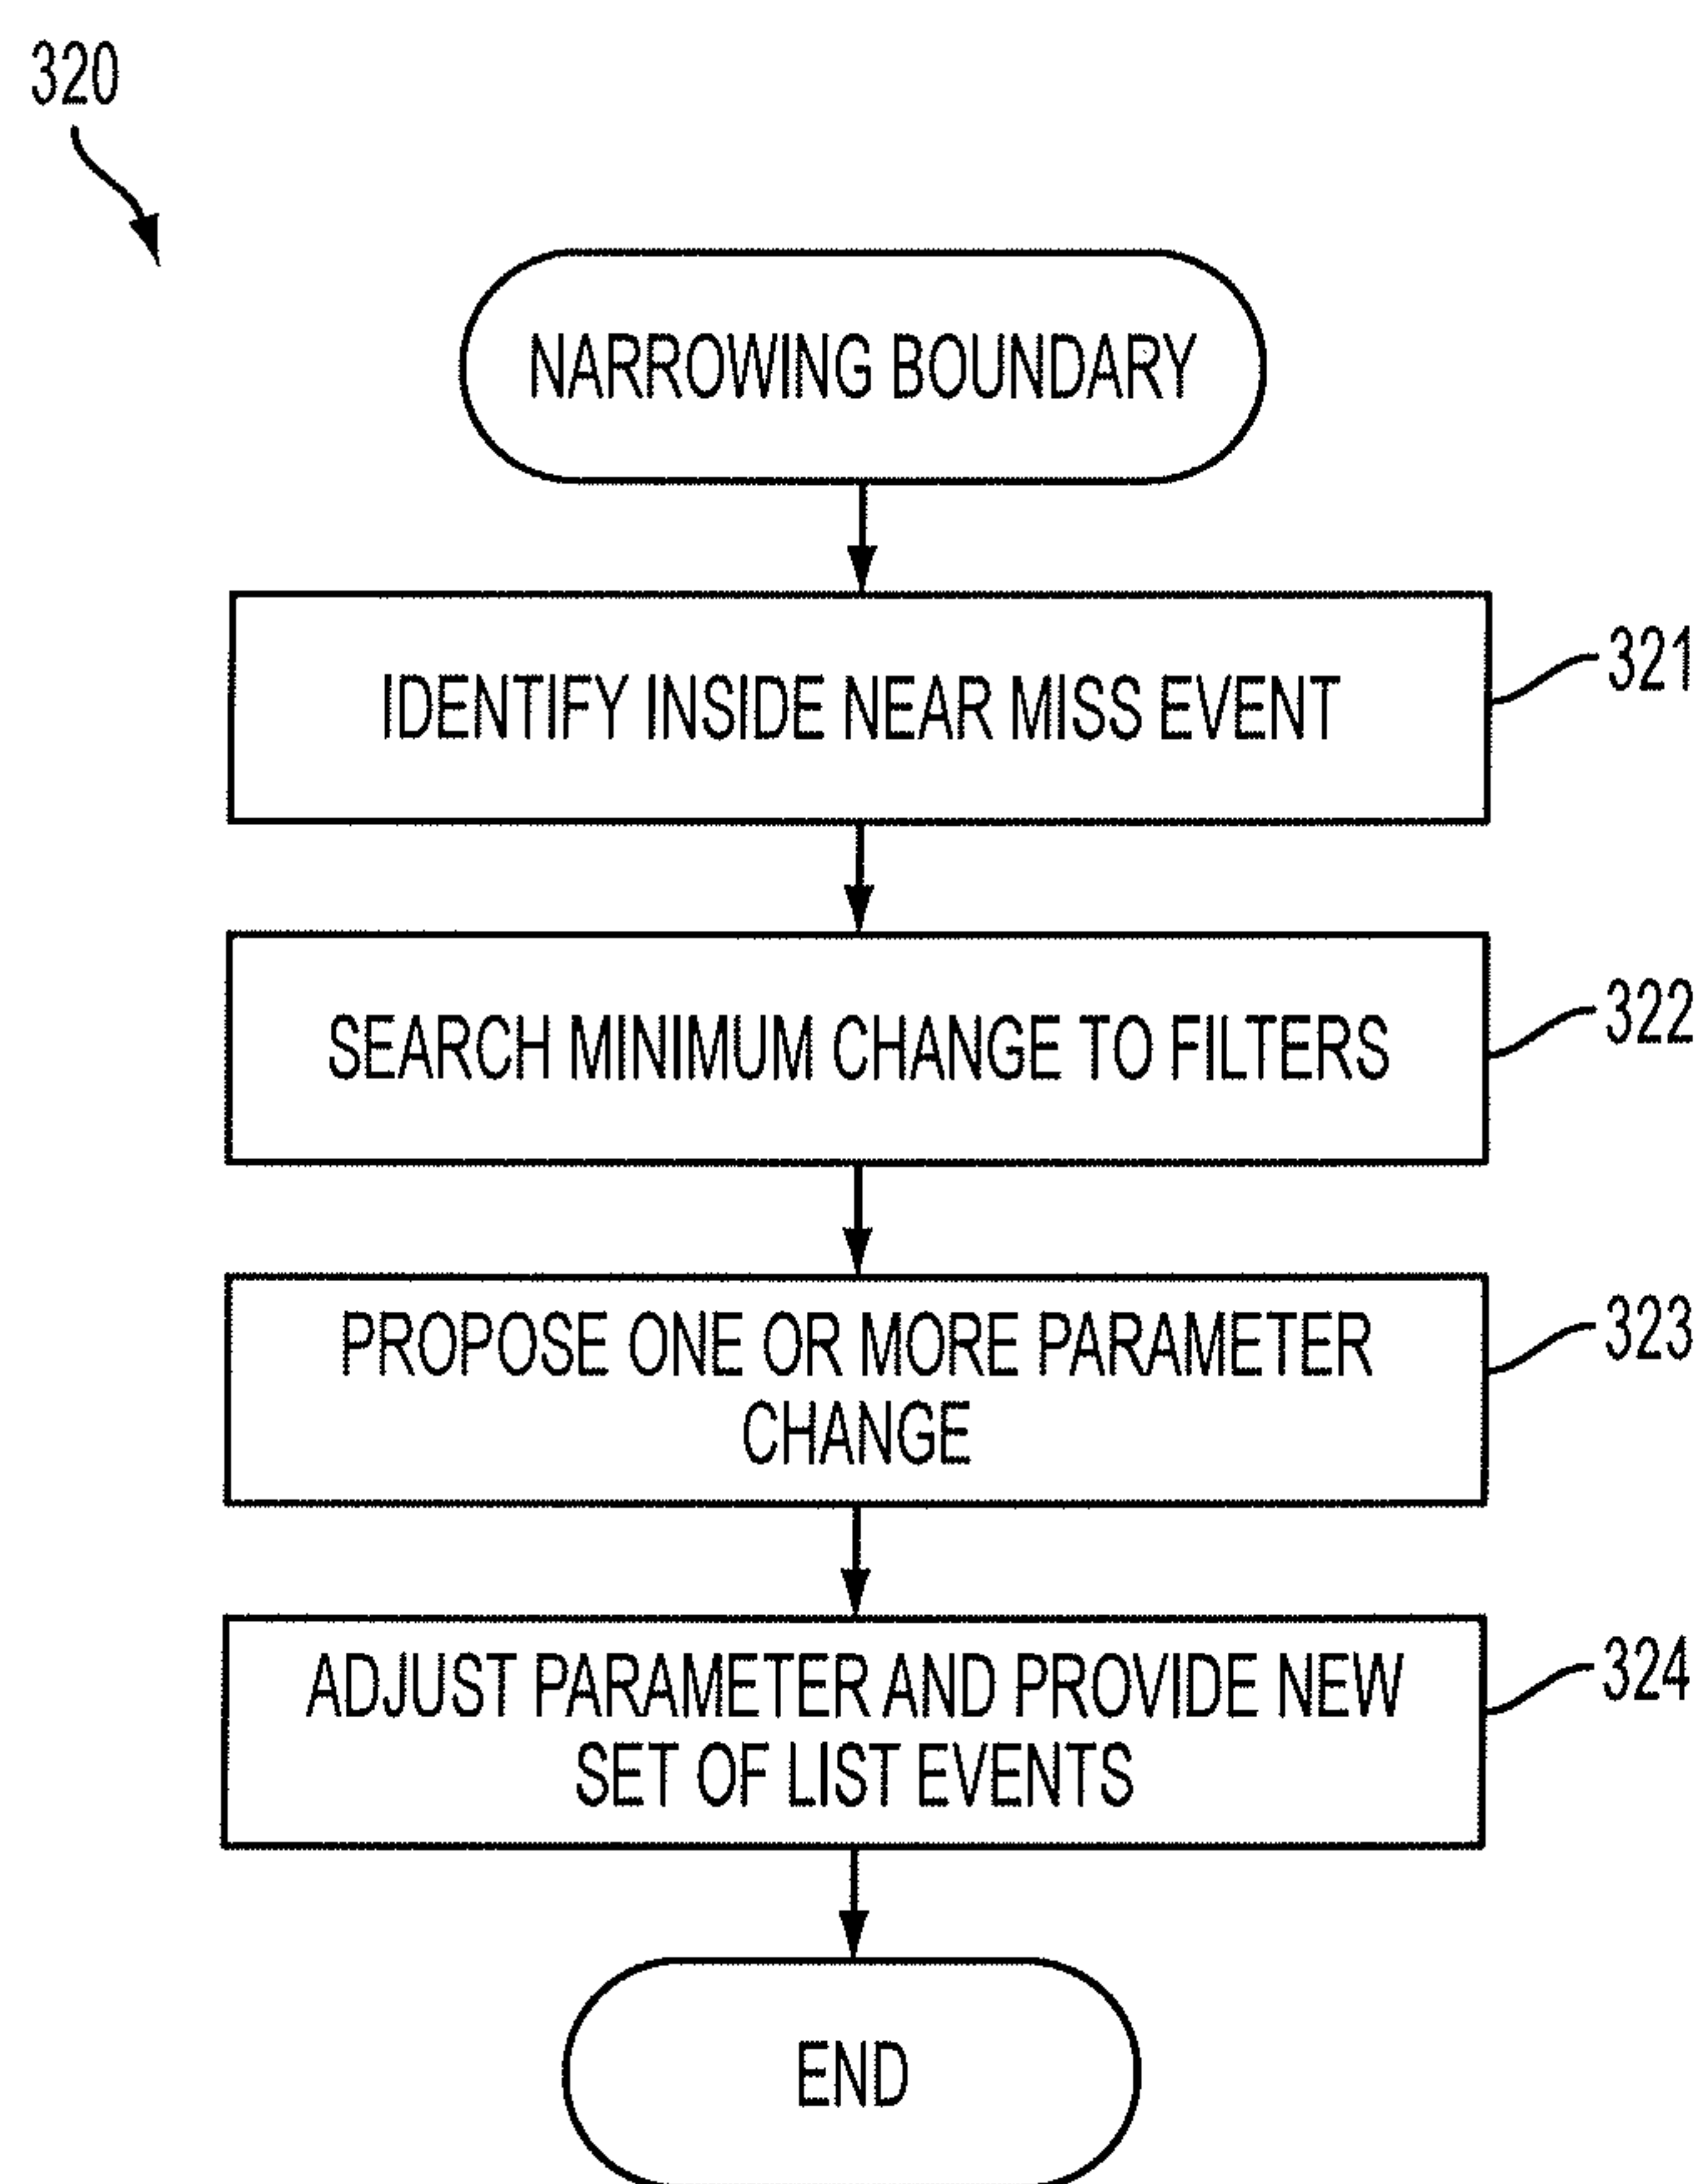 320
NARROWING BOUNDARY
IDENTIFY INSIDE NEAR MISS EVENT
321
SEARCH MINIMUM CHANGE TO FILTERS
322
PROPOSE ONE OR MORE PARAMETER
CHANGE
323
ADJUST PARAMETER AND PROVIDE NEW
SET OF LIST EVENTS
324
END